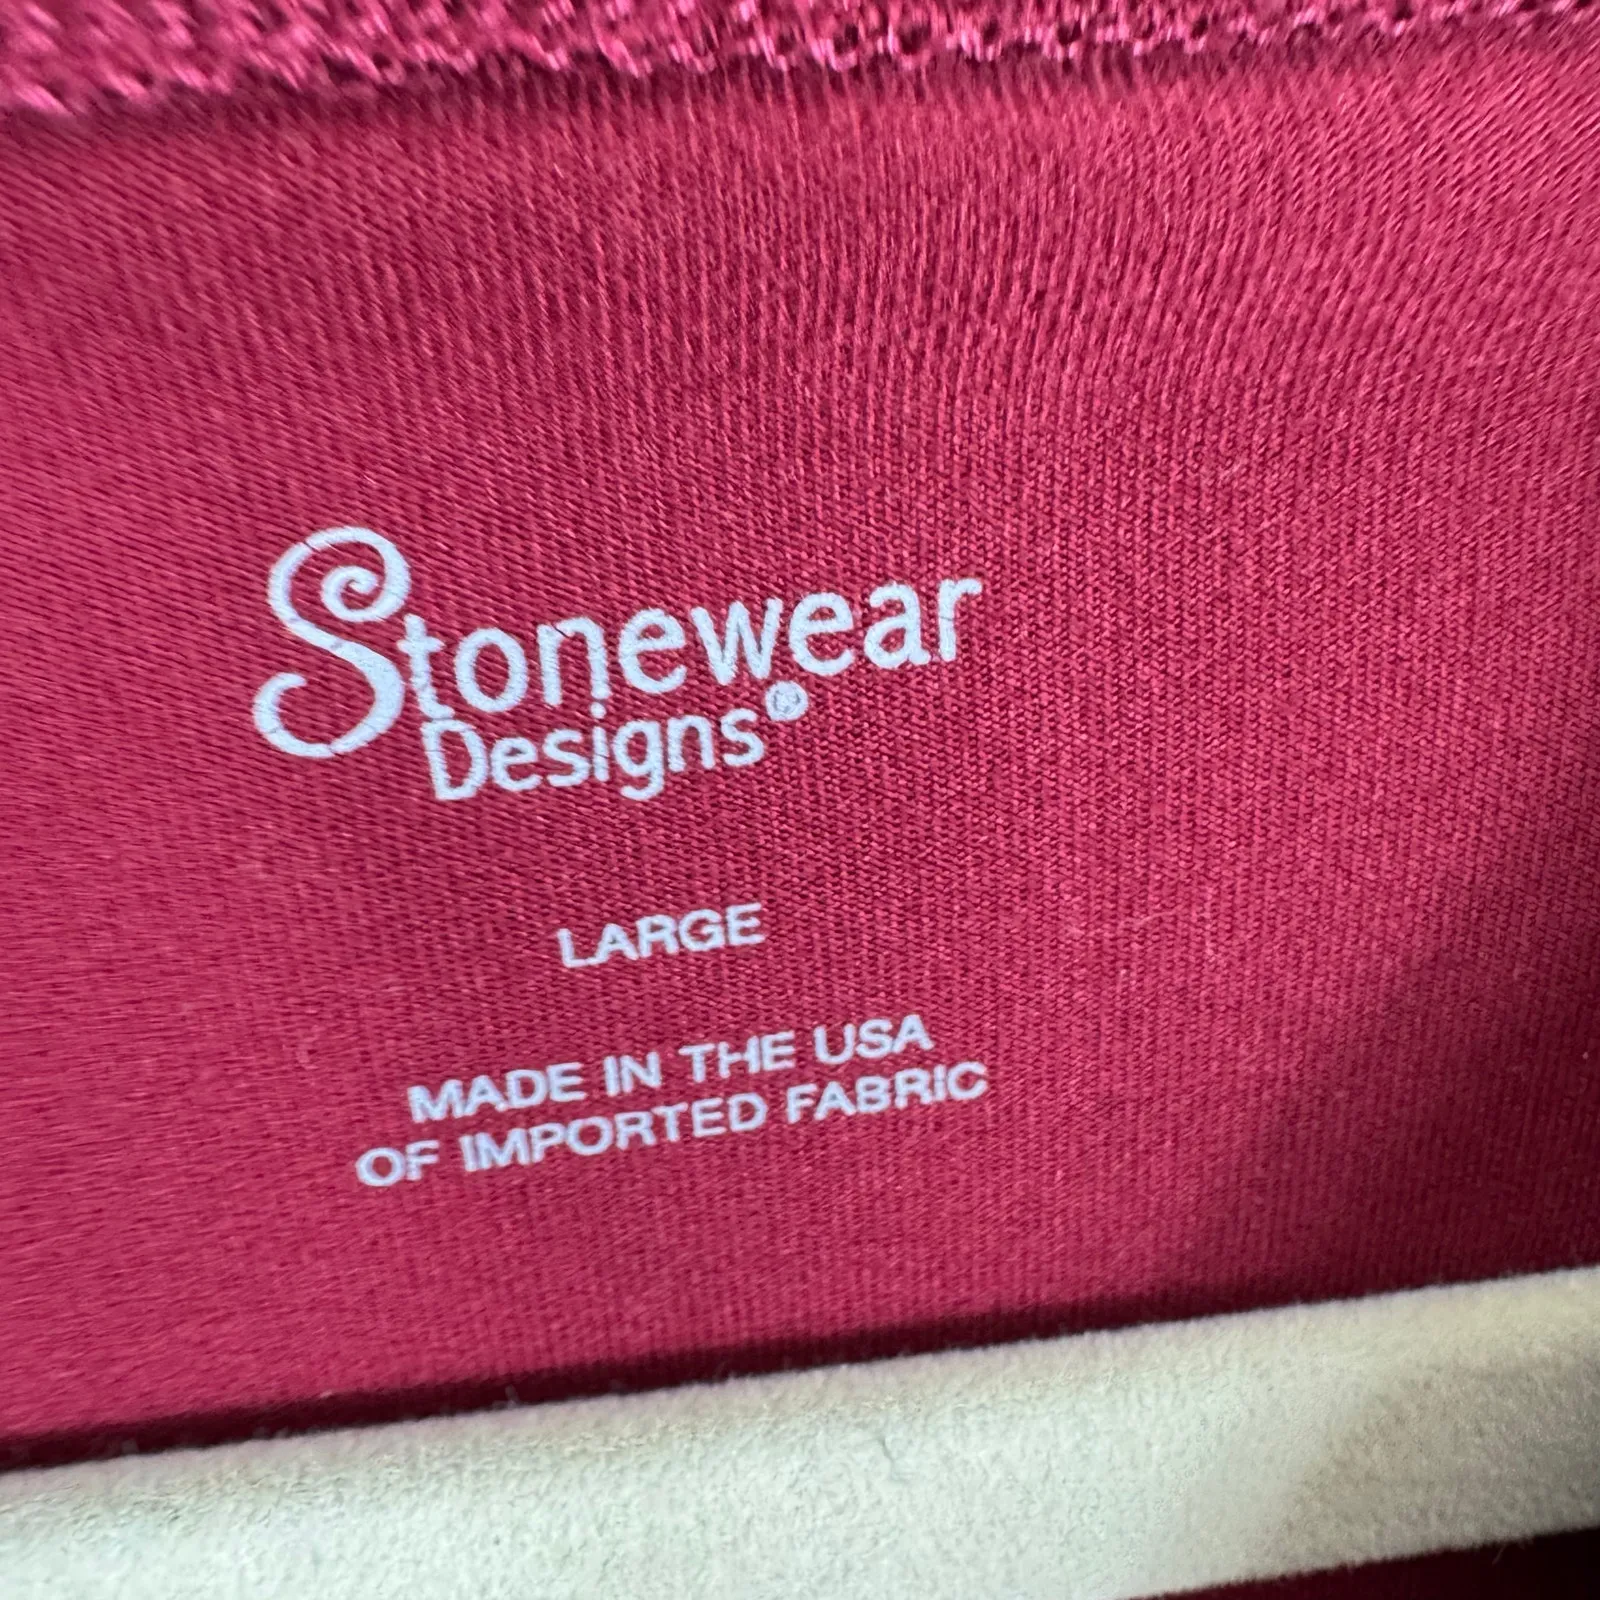 Stonewear
Designs®
LARGE
MADE IN THE USA
OF IMPORTED FABRIC